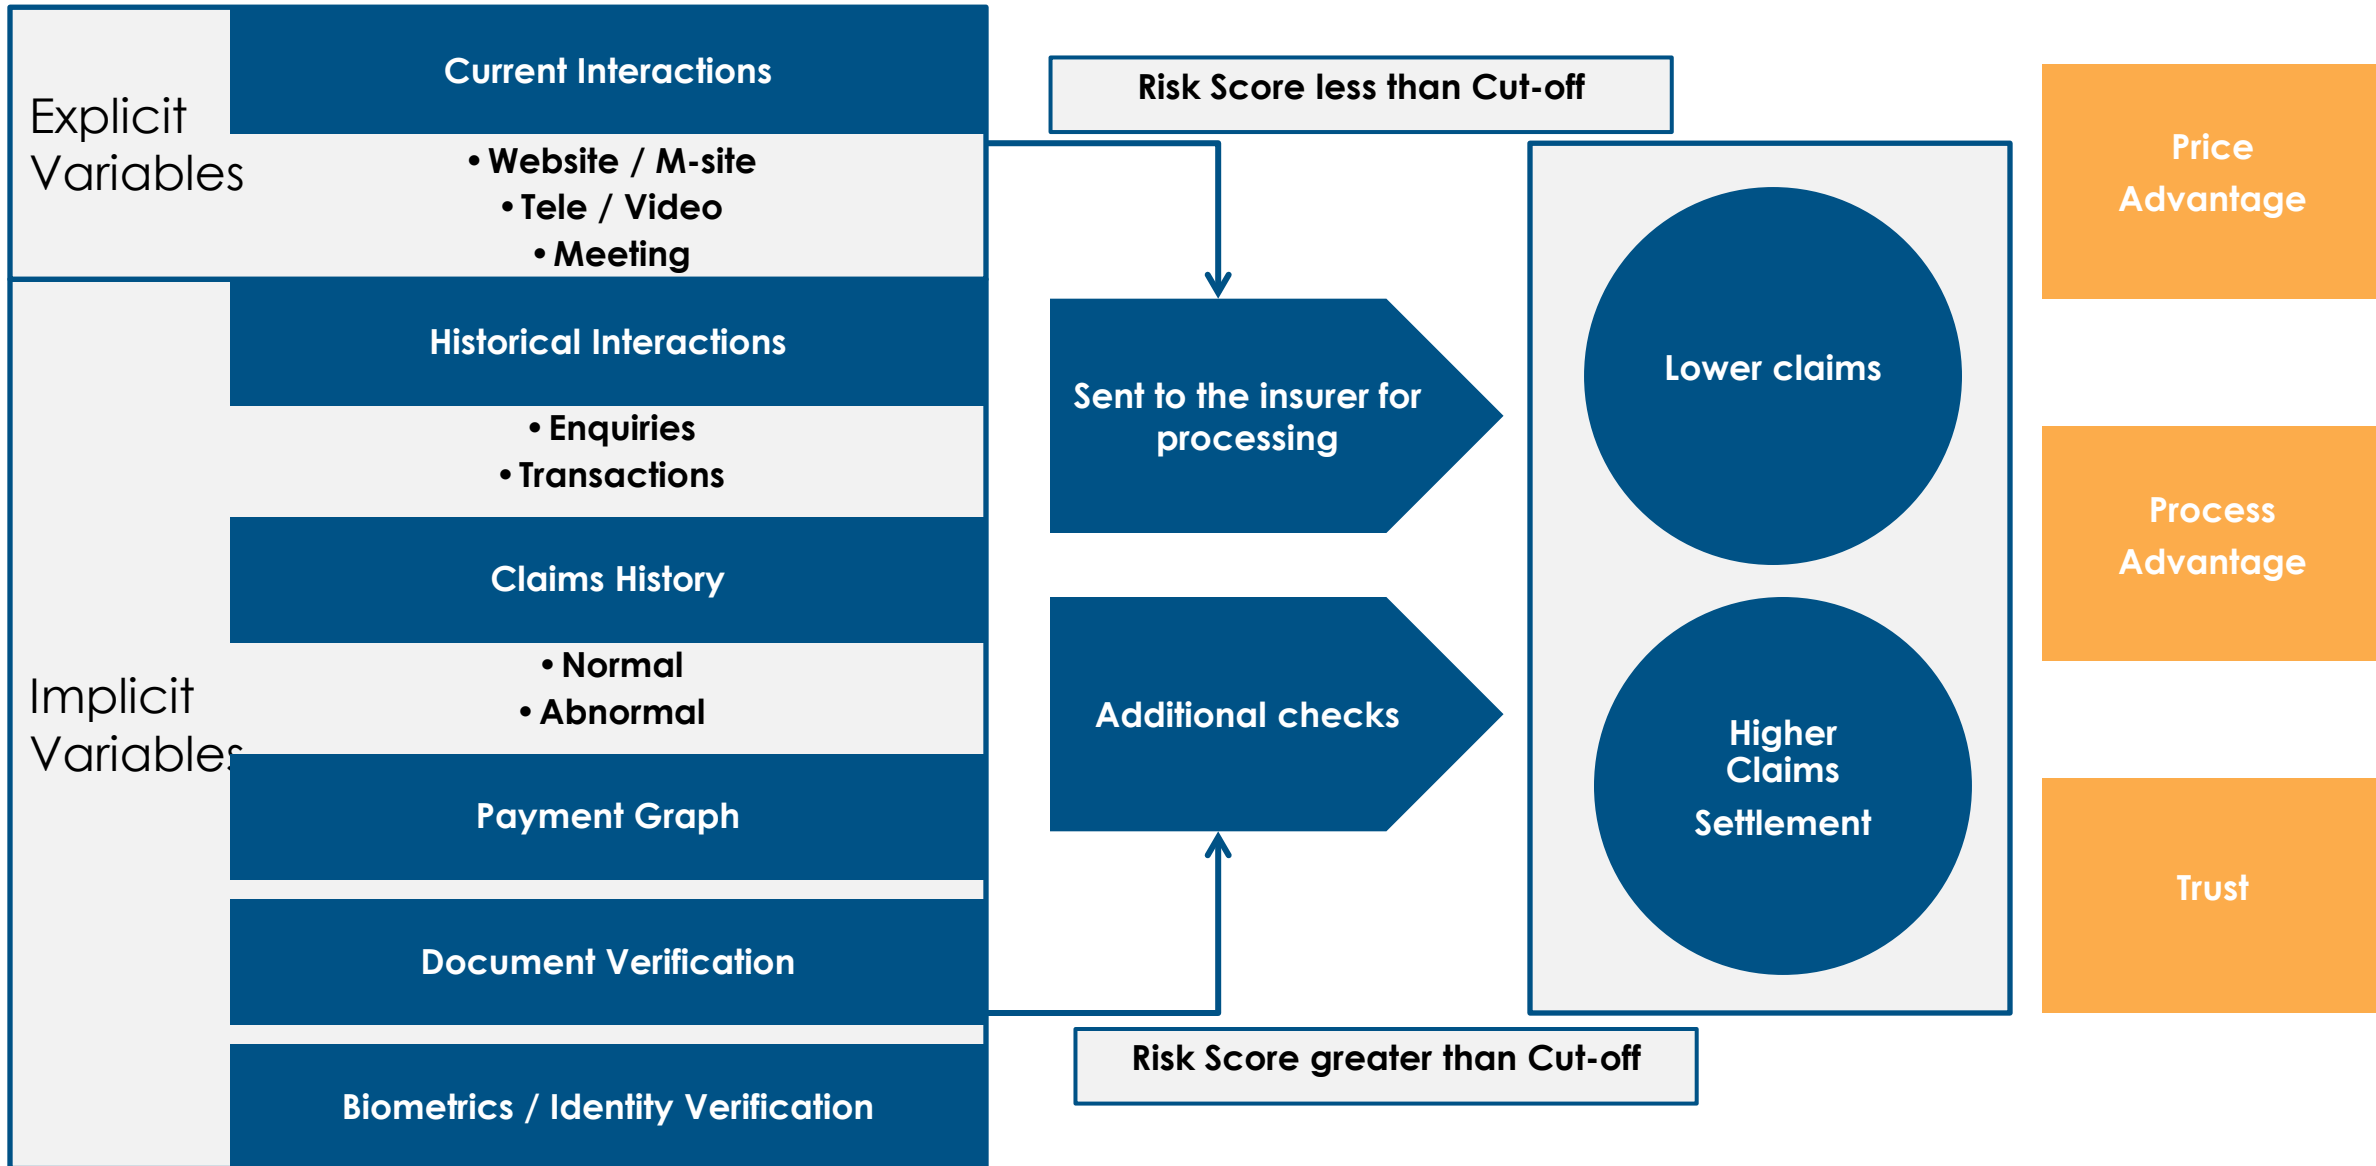 Explicit
Variables
Current Interactions
• Website / M-site
• Tele / Video
• Meeting
Implicit
Variables
Historical Interactions
• Enquiries
• Transactions
Claims History
• Normal
• Abnormal
Payment Graph
Document Verification
Biometrics / Identity Verification
Risk Score less than Cut-off
Sent to the insurer for
processing
Additional checks
Risk Score greater than Cut-off
Lower claims
Higher
Claims
Settlement
Price
Advantage
Process
Advantage
Trust